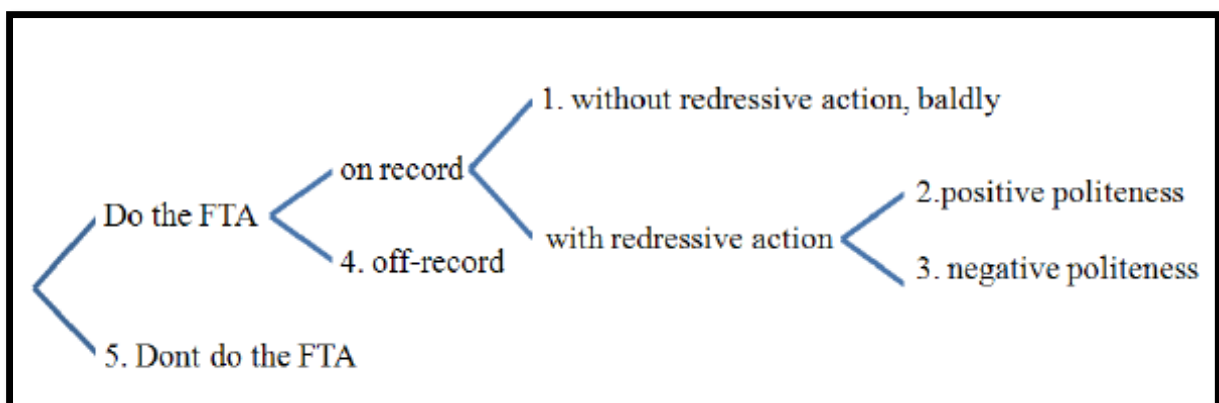 1. without redressive action, baldly
on record
2.positive politeness
Do the FTA
with redressive action
4. off-record
3. negative politeness
5. Dont do the FTA